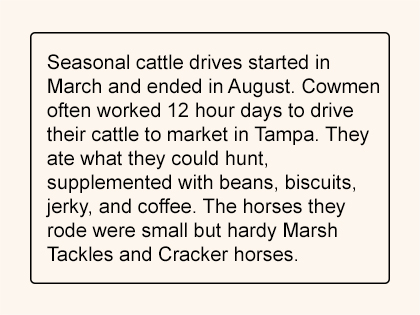 Seasonal cattle drives started in
March and ended in August. Cowmen
often worked 12 hour days to drive
their cattle to market in Tampa. They
ate what they could hunt,
supplemented with beans, biscuits,
jerky, and coffee. The horses they
rode were small but hardy Marsh
Tackles and Cracker horses.